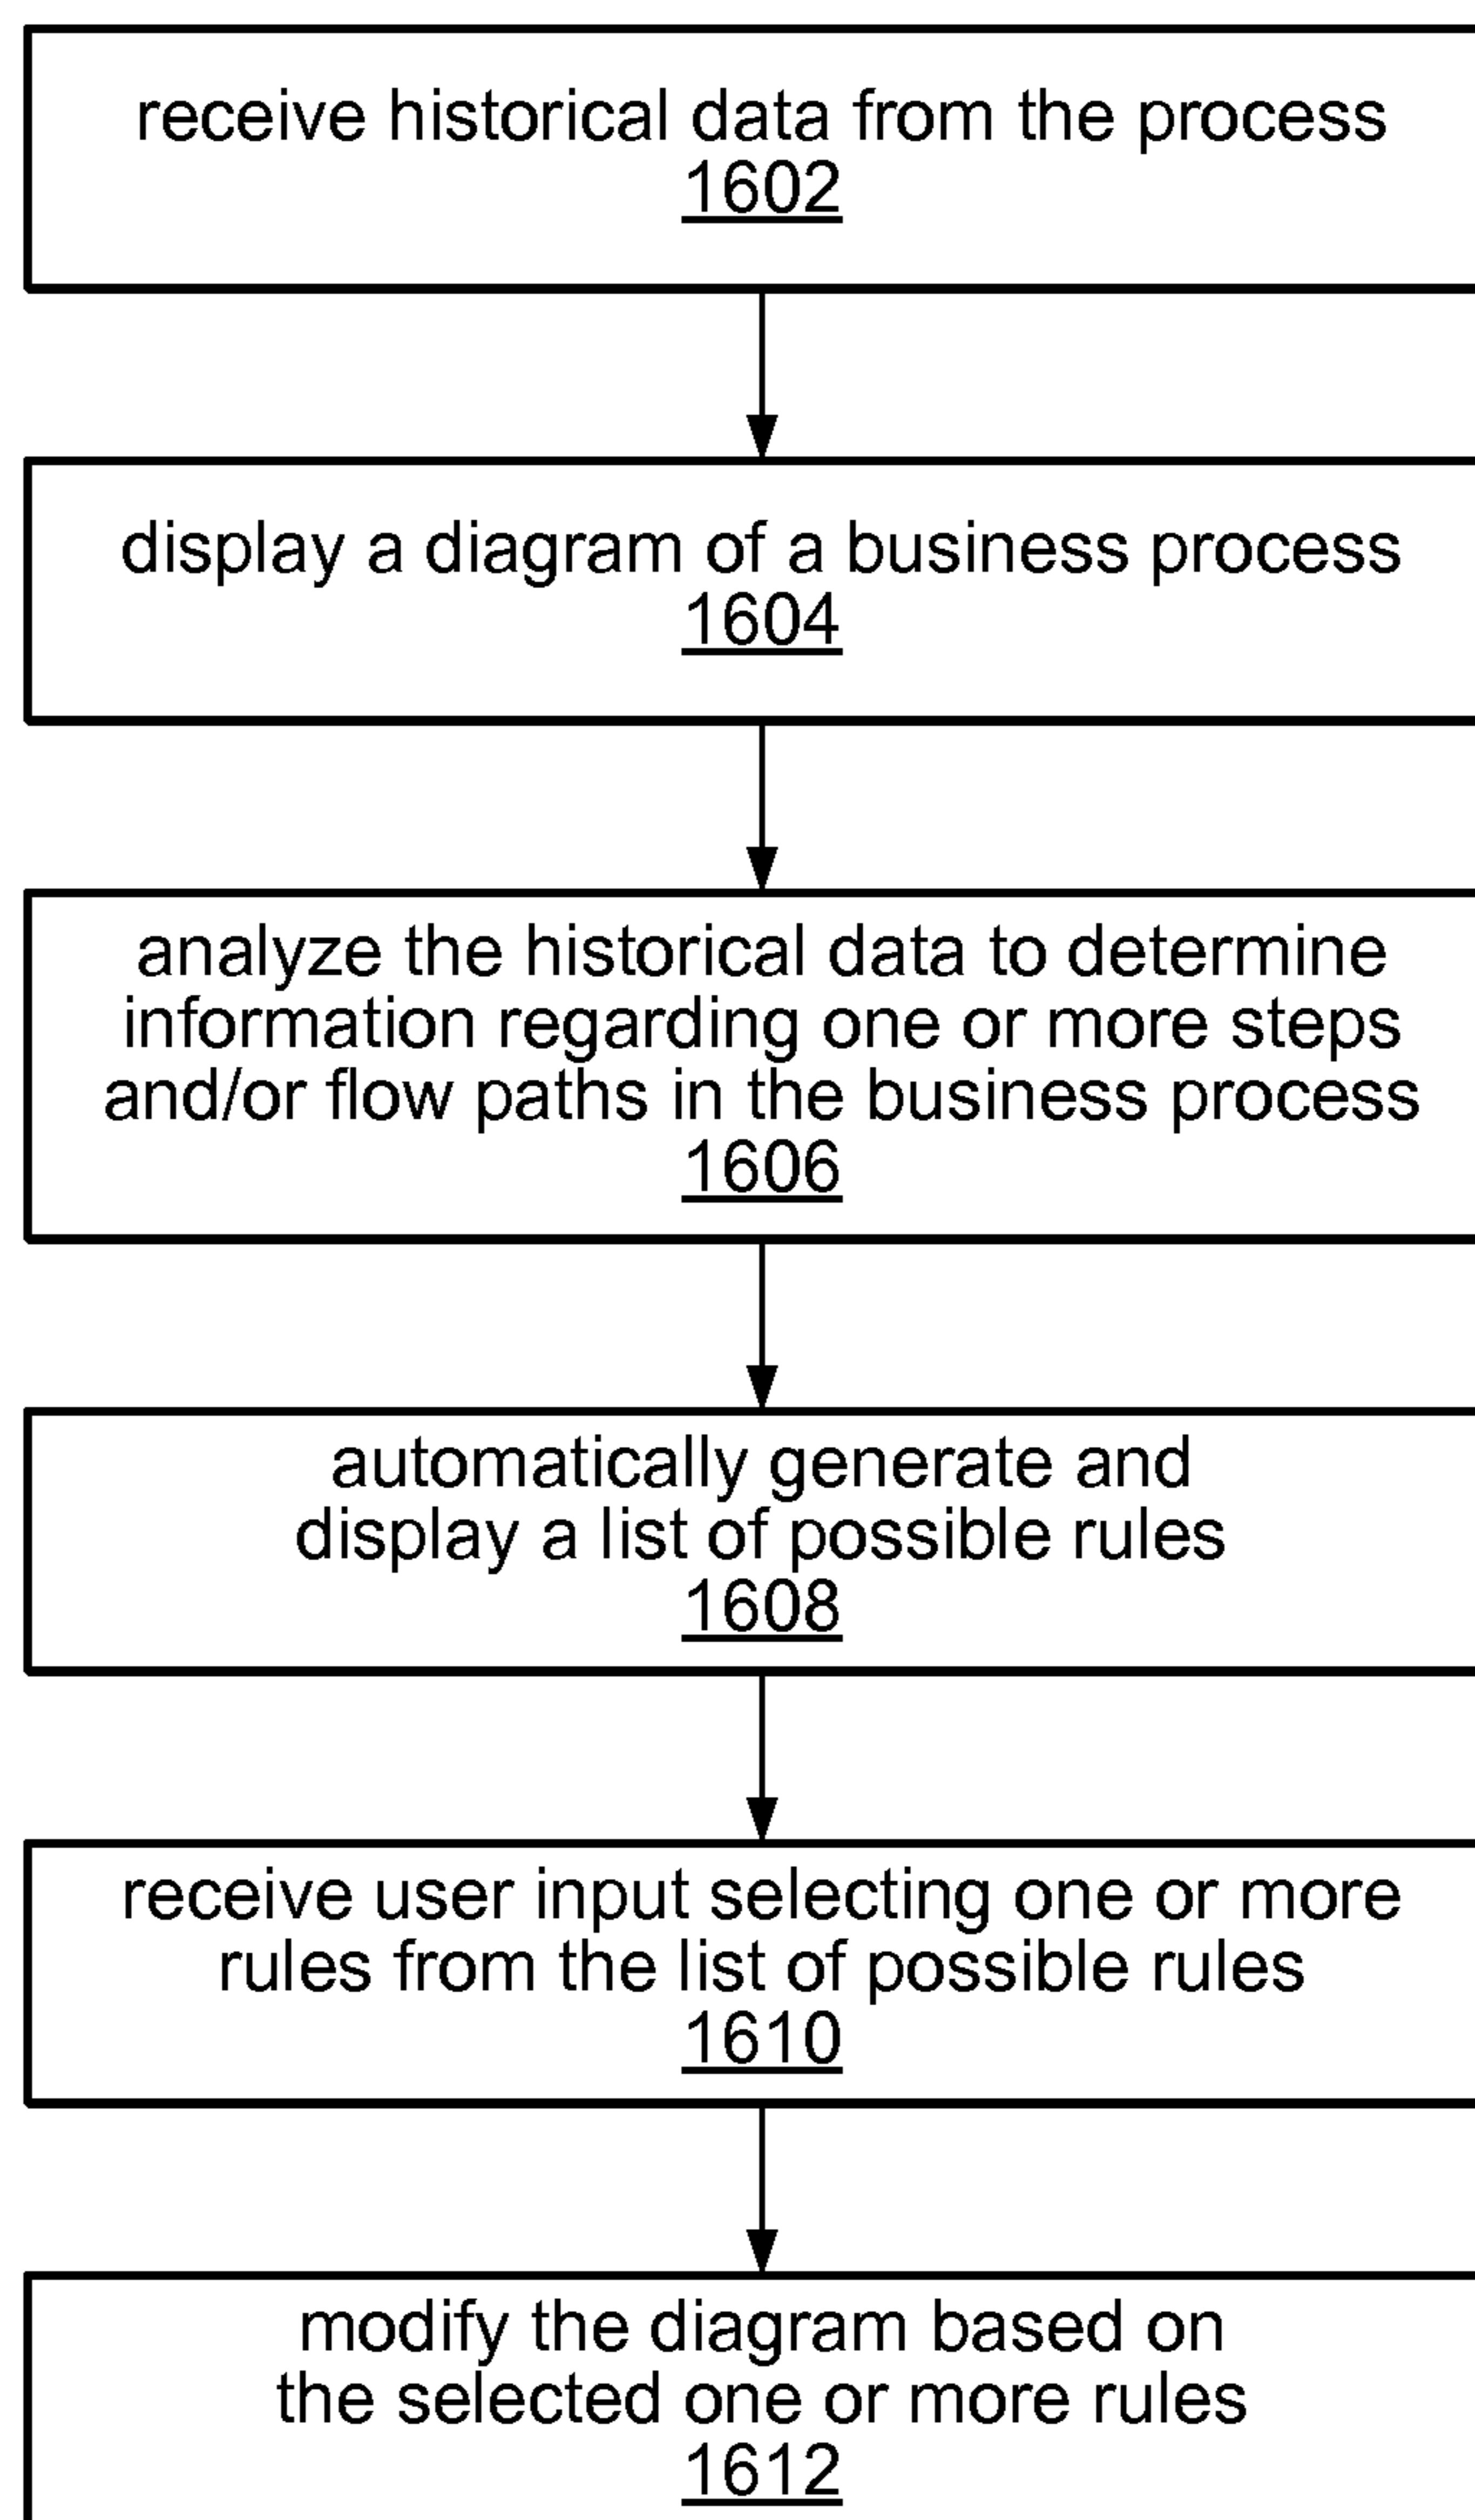 receive historical data from the process
1602
display a diagram of a business process
1604
analyze the historical data to determine
information regarding one or more steps
and/or flow paths in the business process
1606
automatically generate and
display a list of possible rules
1608
receive user input selecting one or more
rules from the list of possible rules
1610
modify the diagram based on
the selected one or more rules
1612